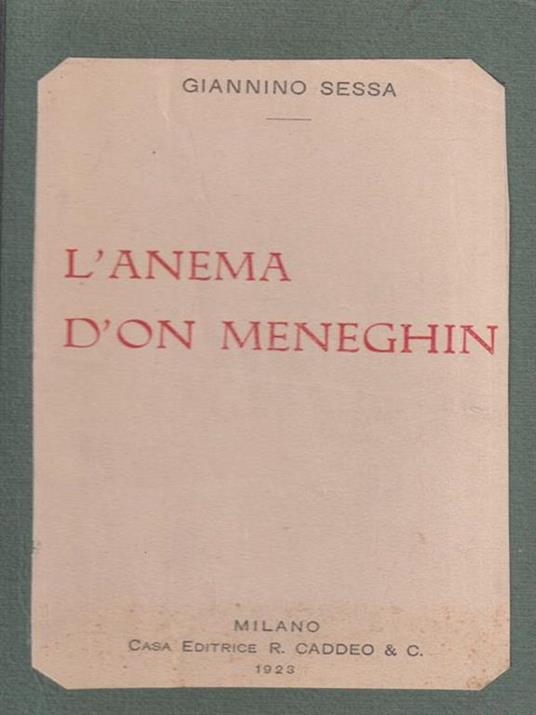 GIANNINO SESSA
L'ANEMA
D'ON MENEGHIN
MILANO
CASA EDITRICE R. CADDEO & C.
1923